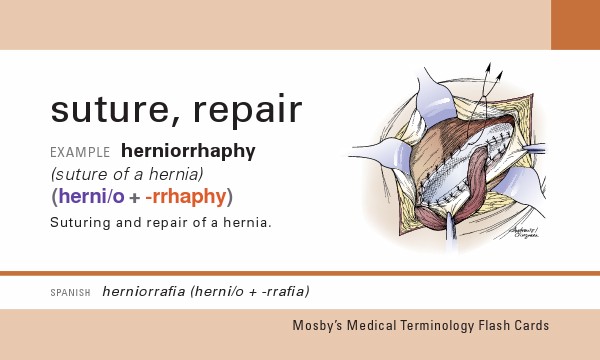 suture, repair
EXAMPLE herniorrhaphy
(suture of a hernia)
(herni/o + -rrhaphy)
Suturing and repair of a hernia.
SPANISH herniorrafia (herni/o + -rrafia)
Mosby's Medical Terminology Flash Cards